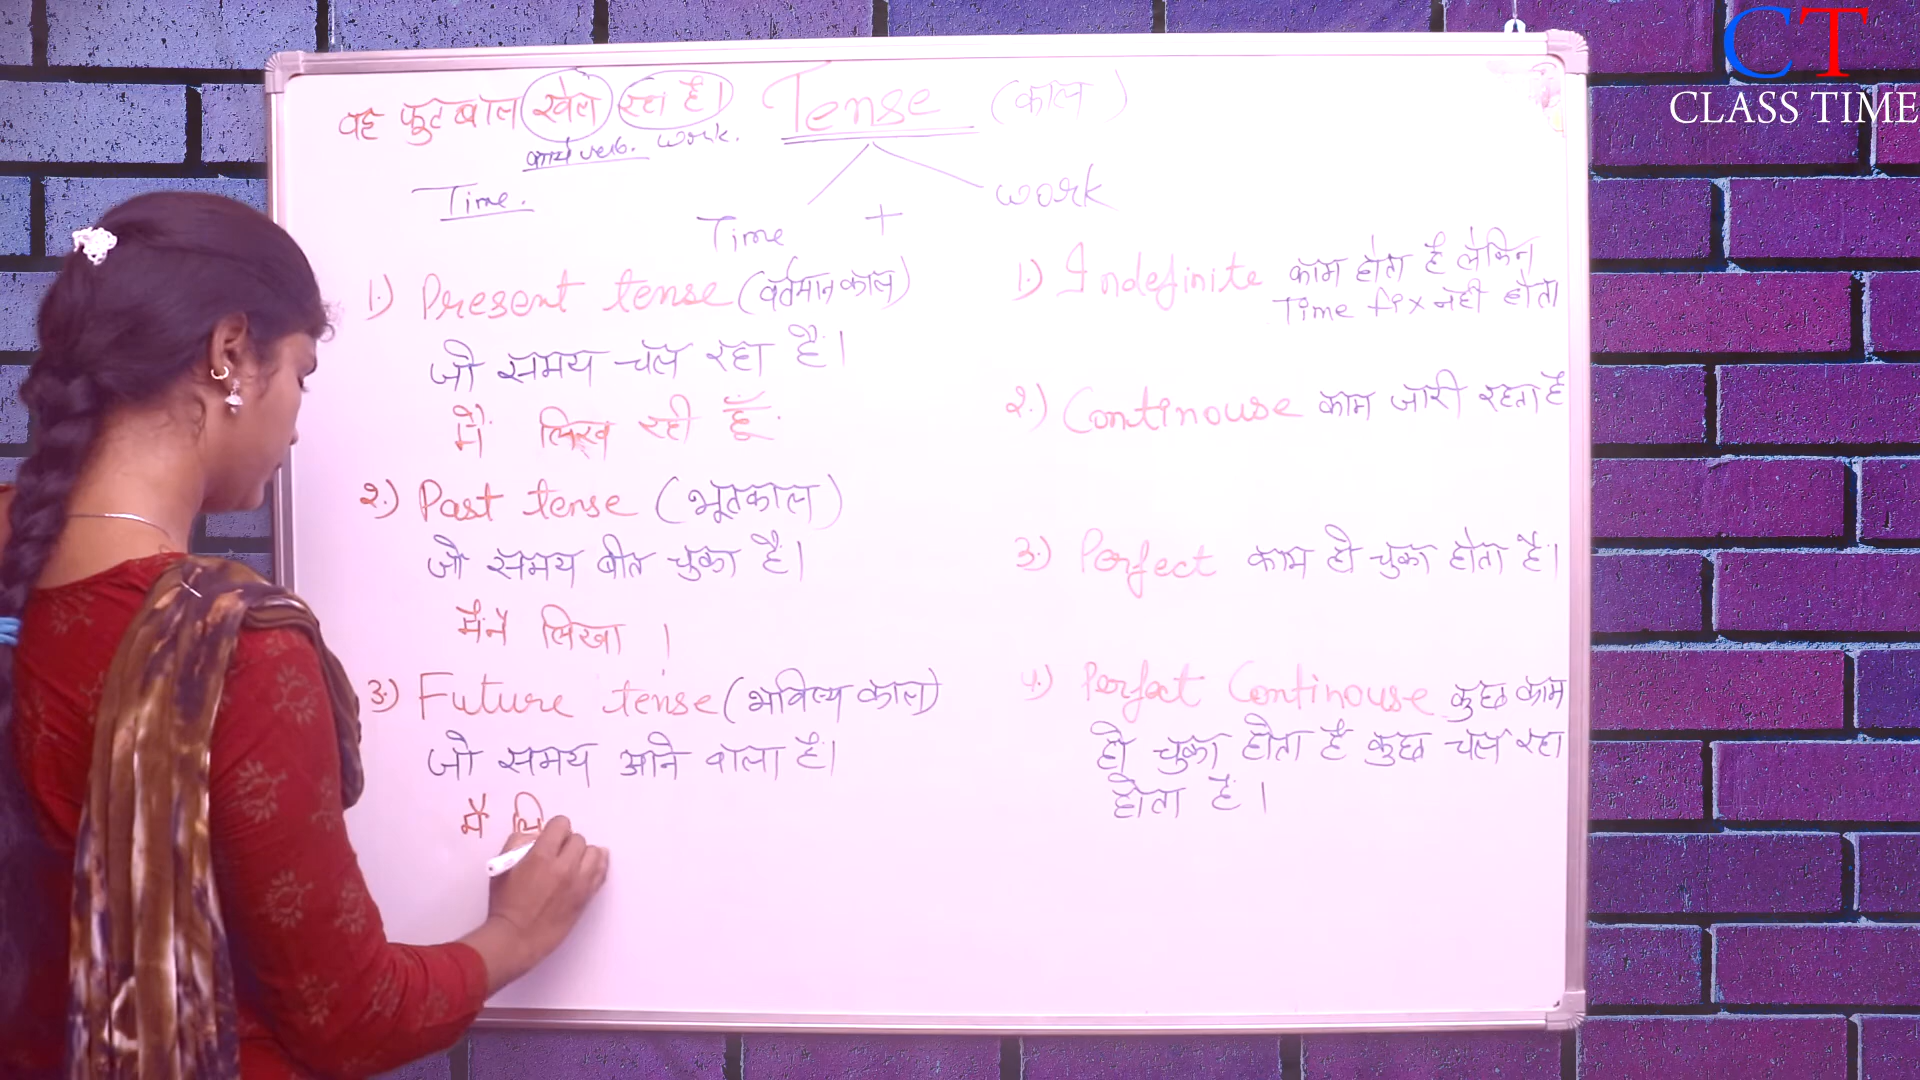 CT
CLASS TIME
वह फुटबाल खेल रहा है। Tense (काल)
कार्य verb. work.
Time.
Time + work
1.) Present tense (वर्तमान काल)
जो समय चल रहा है।
मैं लिख रही हूँ.
2.) Past tense (भूतकाल)
जो समय बीत चुका है।
मैंने लिखा।
3.) Future tense (भविष्य काल)
जो समय आने वाला है।
मैं लि
1.) Indefinite काम होता है लेकिन
Time fix नही होता
2.) Continouse काम जारी रहता है
3.) Perfect काम हो चुका होता है।
4.) Perfect Continouse कुछ काम
हो चुका होता है कुछ चल रहा
होता है।